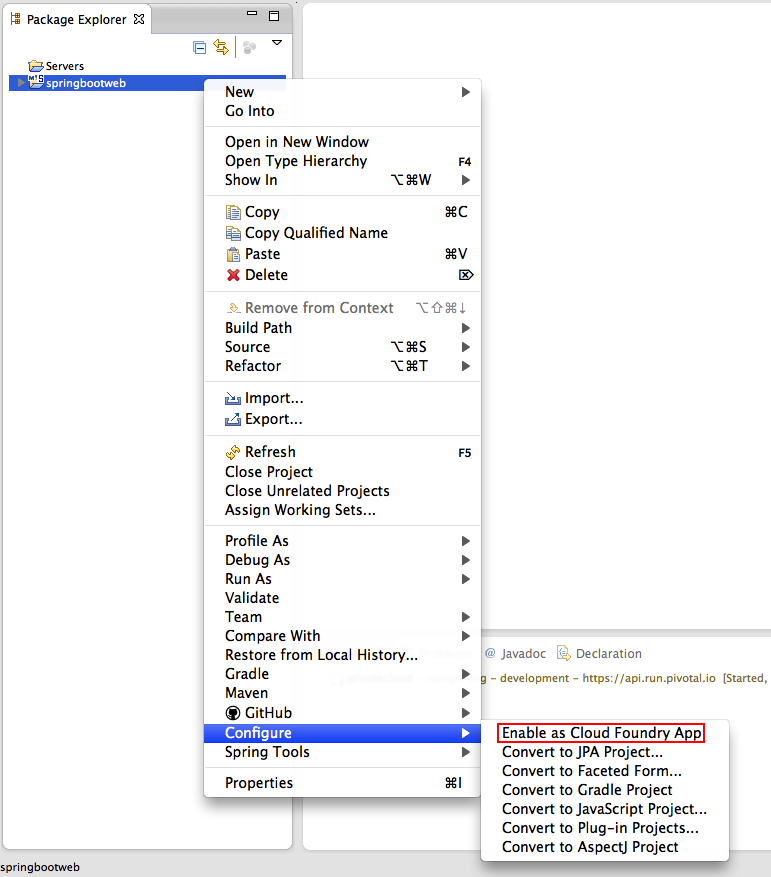 Package Explorer
Servers
springbootweb
New
Go Into
Open in New Window
Open Type Hierarchy F4
Show In ⌥⌘W
Copy ⌘C
Copy Qualified Name
Paste ⌘V
Delete ⌦
Remove from Context ⌥⇧⌘↓
Build Path
Source ⌥⌘S
Refactor ⌥⌘T
Import...
Export...
Refresh F5
Close Project
Close Unrelated Projects
Assign Working Sets...
Profile As
Debug As
Run As
Validate
Team
Compare With
Restore from Local History...
Gradle
Maven
GitHub
Configure
Spring Tools
Properties ⌘I
@ Javadoc Declaration
g - development - https://api.run.pivotal.io [Started,
Enable as Cloud Foundry App
Convert to JPA Project...
Convert to Faceted Form...
Convert to Gradle Project
Convert to JavaScript Project...
Convert to Plug-in Projects...
Convert to AspectJ Project
springbootweb